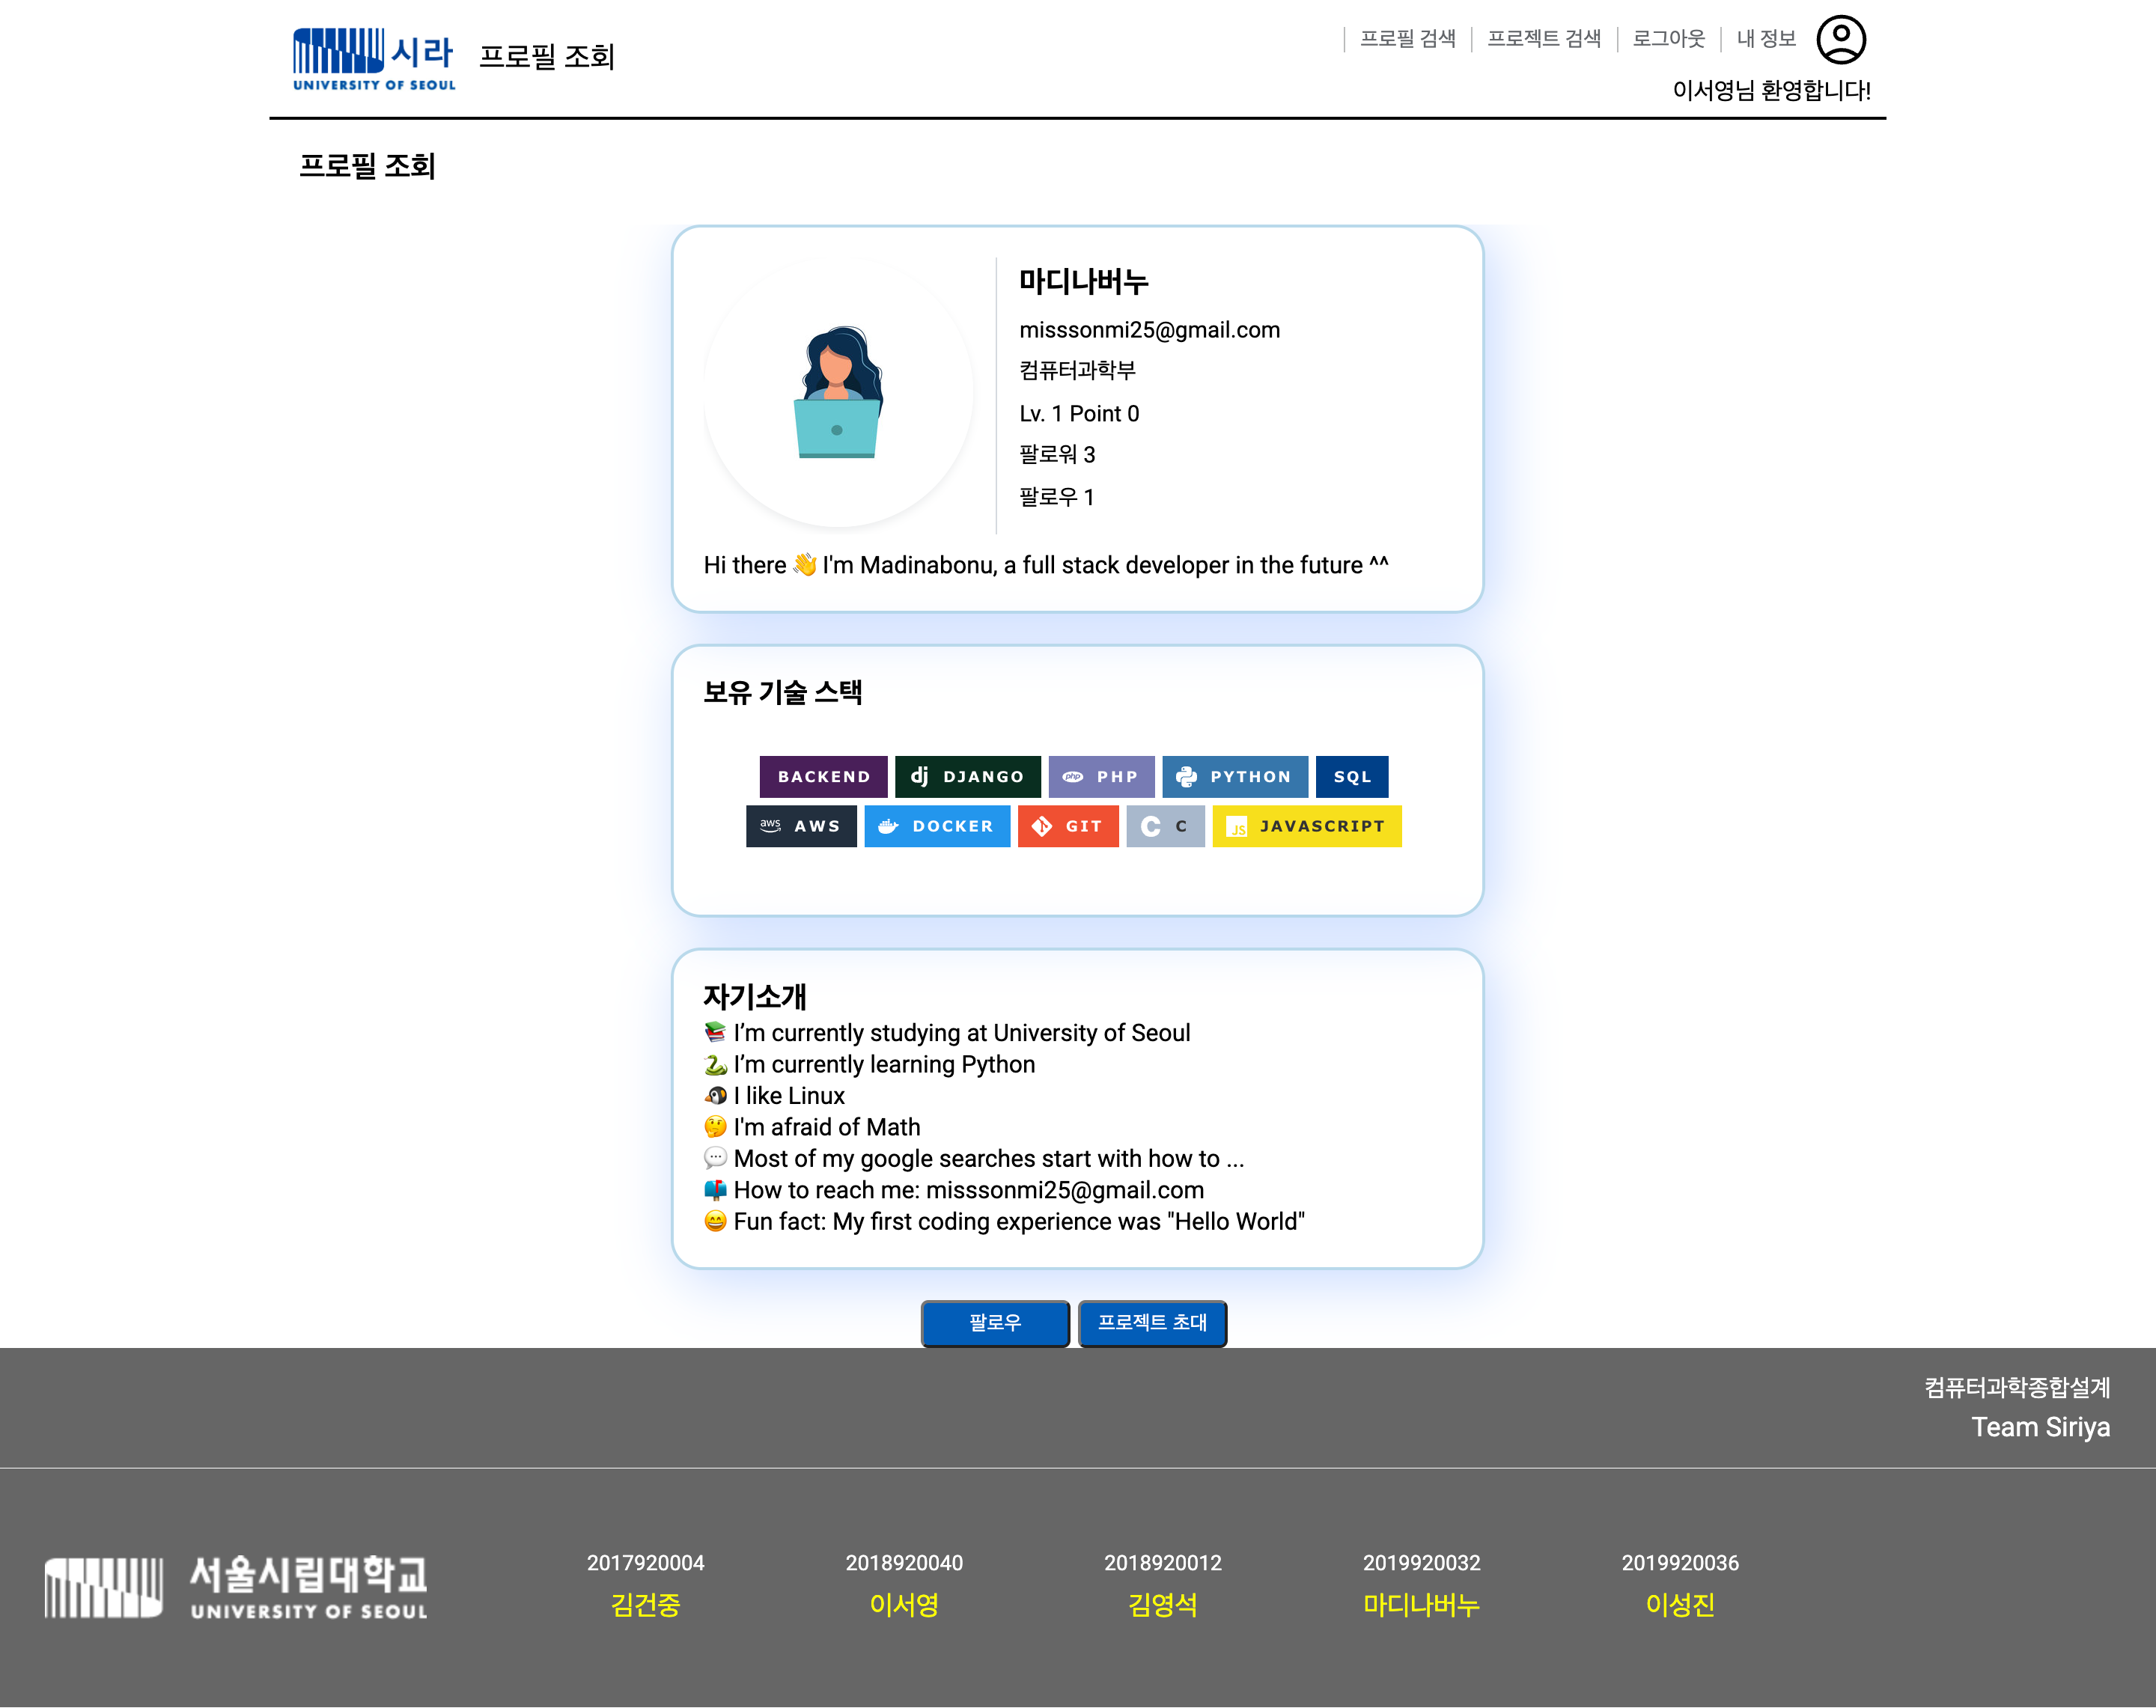 시라
UNIVERSITY OF SEOUL
프로필 조회
프로필 검색
프로젝트 검색
로그아웃
내 정보
이서영님 환영합니다!
프로필 조회
마디나버누
misssonmi25@gmail.com
컴퓨터과학부
Lv. 1 Point 0
팔로워 3
팔로우 1
Hi there 👋 I'm Madinabonu, a full stack developer in the future ^^
보유 기술 스택
BACKEND
dj DJANGO
php PHP
PYTHON
SQL
aws AWS
DOCKER
GIT
C C
JS JAVASCRIPT
자기소개
📚 I’m currently studying at University of Seoul
🐍 I’m currently learning Python
🐧 I like Linux
🤔 I'm afraid of Math
💬 Most of my google searches start with how to ...
📫 How to reach me: misssonmi25@gmail.com
😄 Fun fact: My first coding experience was "Hello World"
팔로우
프로젝트 초대
컴퓨터과학종합설계
Team Siriya
서울시립대학교
UNIVERSITY OF SEOUL
2017920004
김건중
2018920040
이서영
2018920012
김영석
2019920032
마디나버누
2019920036
이성진